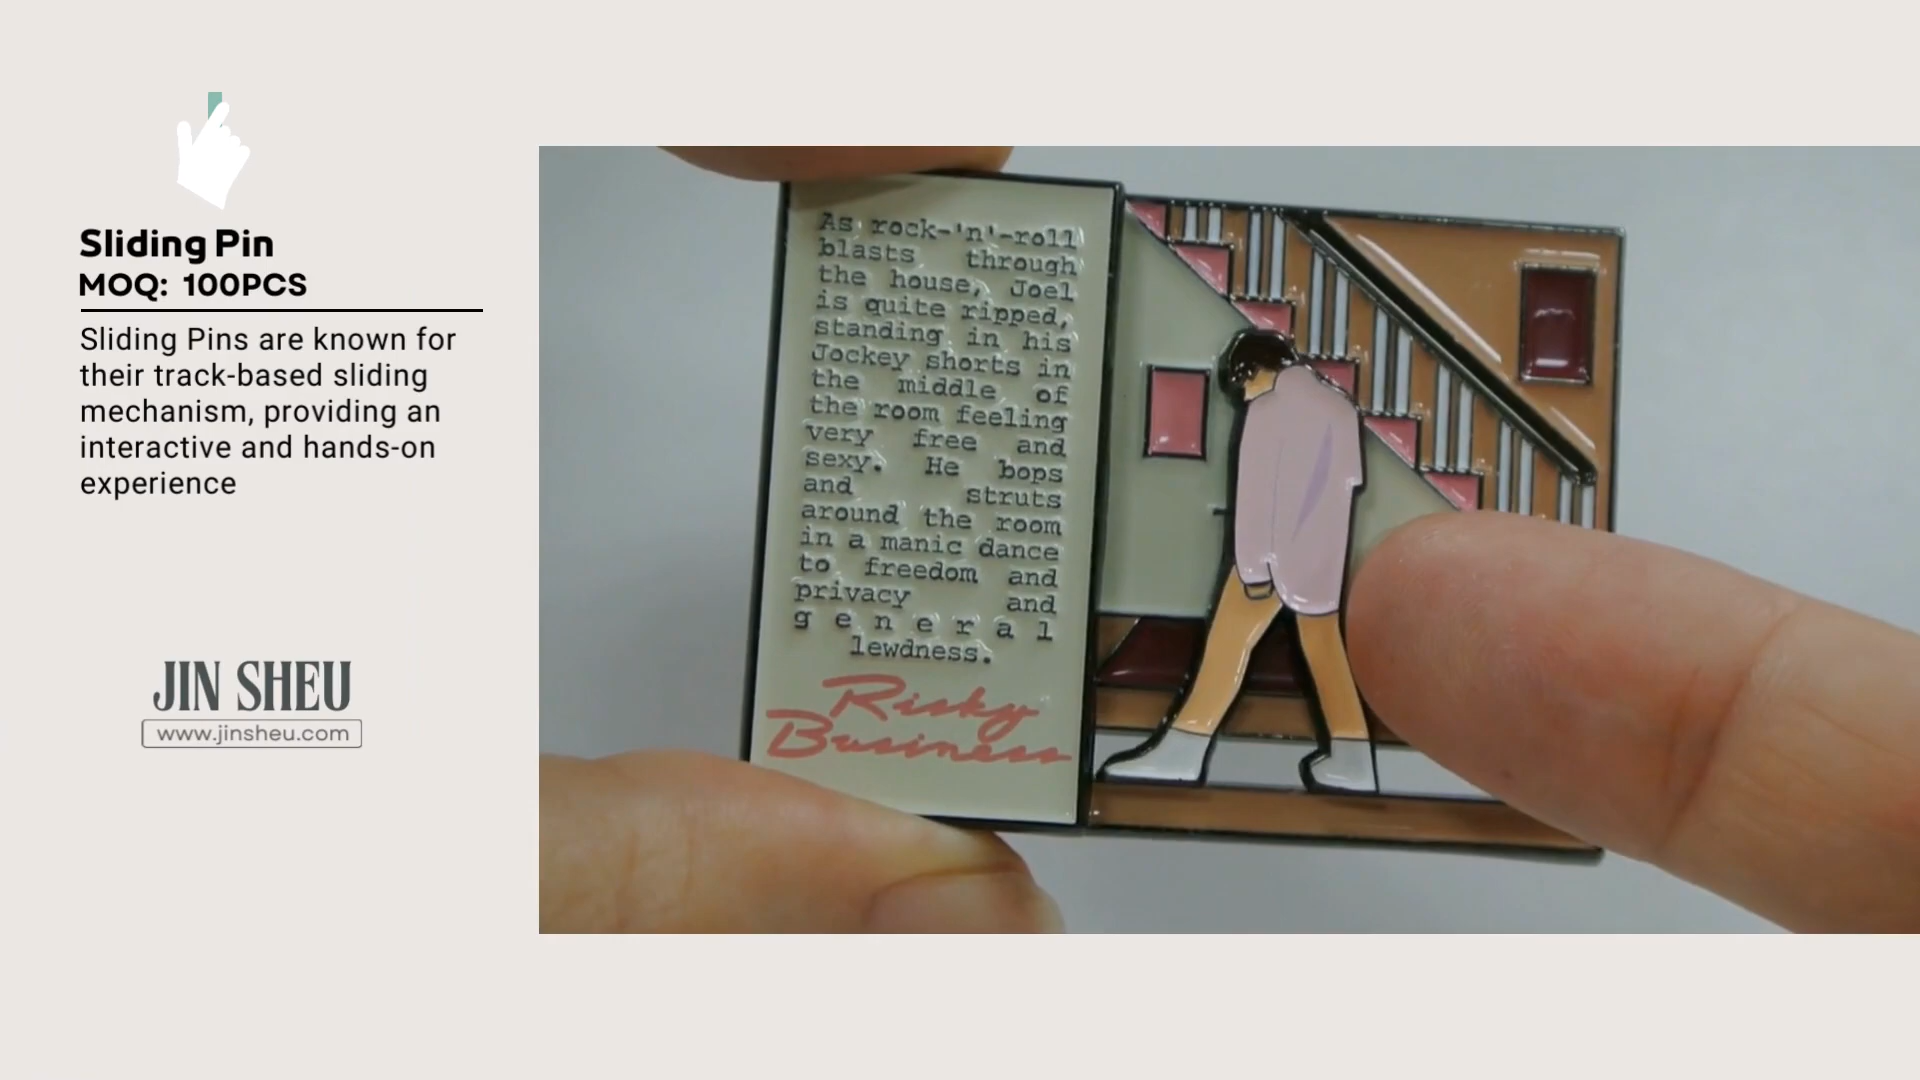 Sliding Pin
MOQ: 100PCS
Sliding Pins are known for
their track-based sliding
mechanism, providing an
interactive and hands-on
experience
JIN SHEU
www.jinsheu.com
As rock-'n'-roll
blasts through
the house, Joel
is quite ripped,
standing in his
Jockey shorts in
the middle of
the room feeling
very free and
sexy. He bops
and struts
around the room
in a manic dance
to freedom and
privacy and
general
lewdness.
Risky
Business